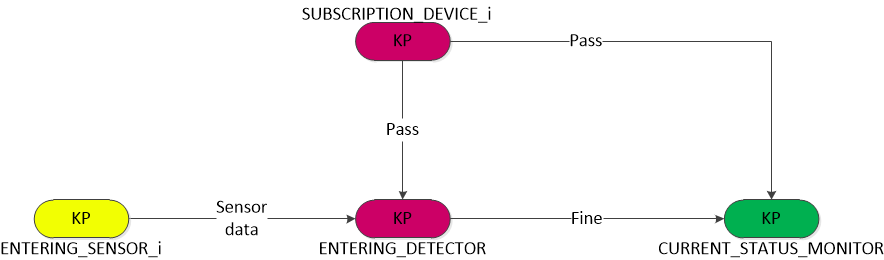 SUBSCRIPTION_DEVICE_i
KP
Pass
Pass
KP
Sensor
data
KP
Fine
KP
ENTERING_SENSOR_i
ENTERING_DETECTOR
CURRENT_STATUS_MONITOR